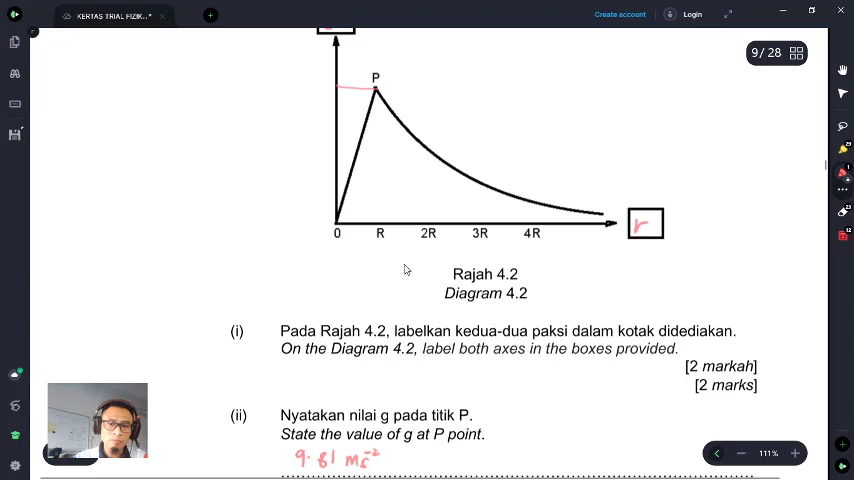 KERTAS TRIAL FIZIK..*
Create account
Login
9/28
P
r
0 R 2R 3R 4R
Rajah 4.2
Diagram 4.2
(i) Pada Rajah 4.2, labelkan kedua-dua paksi dalam kotak didediakan.
On the Diagram 4.2, label both axes in the boxes provided.
[2 markah]
[2 marks]
(ii) Nyatakan nilai g pada titik P.
State the value of g at P point.
9.81 ms⁻²
111%